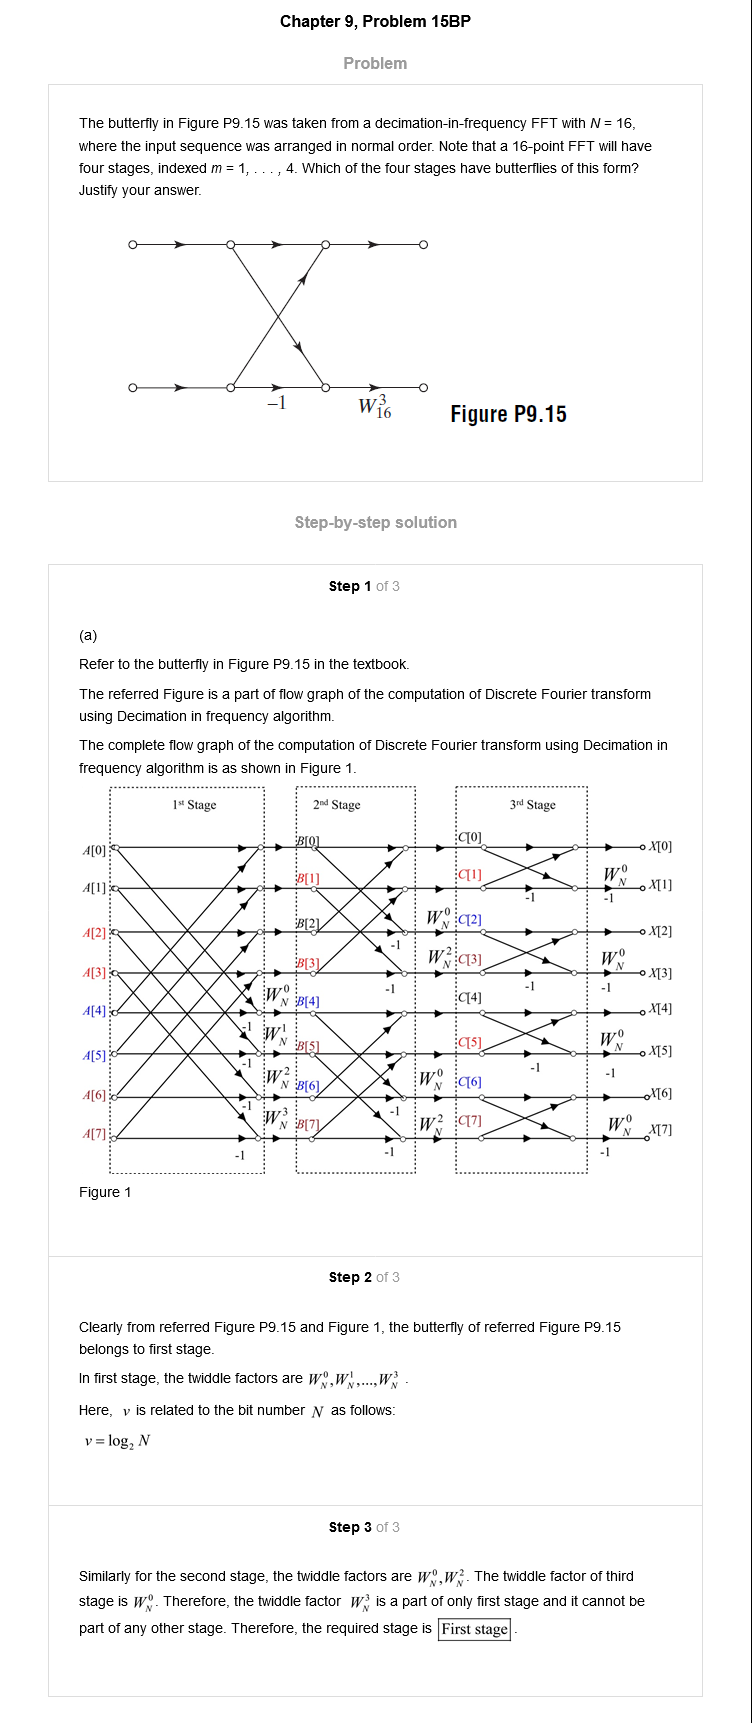 Chapter 9, Problem 15BP
Problem
The butterfly in Figure P9.15 was taken from a decimation-in-frequency FFT with N = 16,
where the input sequence was arranged in normal order. Note that a 16-point FFT will have
four stages, indexed m = 1, . . . , 4. Which of the four stages have butterflies of this form?
Justify your answer.
−1
W₁₆³
Figure P9.15
Step-by-step solution
Step 1 of 3
(a)
Refer to the butterfly in Figure P9.15 in the textbook.
The referred Figure is a part of flow graph of the computation of Discrete Fourier transform
using Decimation in frequency algorithm.
The complete flow graph of the computation of Discrete Fourier transform using Decimation in
frequency algorithm is as shown in Figure 1.
1st Stage 2nd Stage 3rd Stage
A[0] B[0] C[0] X[0]
A[1] B[1] C[1] -1 W_N^0 -1 X[1]
A[2] B[2] -1 W_N^0 C[2] X[2]
A[3] B[3] -1 W_N^2 C[3] -1 W_N^0 -1 X[3]
A[4] -1 W_N^0 B[4] C[4] X[4]
A[5] -1 W_N^1 B[5] C[5] -1 W_N^0 -1 X[5]
A[6] -1 W_N^2 B[6] -1 W_N^0 C[6] X[6]
A[7] -1 W_N^3 B[7] -1 W_N^2 C[7] W_N^0 -1 X[7]
Figure 1
Step 2 of 3
Clearly from referred Figure P9.15 and Figure 1, the butterfly of referred Figure P9.15
belongs to first stage.
In first stage, the twiddle factors are W_N^0, W_N^1,..., W_N^3 .
Here, v is related to the bit number N as follows:
v = log₂ N
Step 3 of 3
Similarly for the second stage, the twiddle factors are W_N^0, W_N^2. The twiddle factor of third
stage is W_N^0. Therefore, the twiddle factor W_N^3 is a part of only first stage and it cannot be
part of any other stage. Therefore, the required stage is First stage .